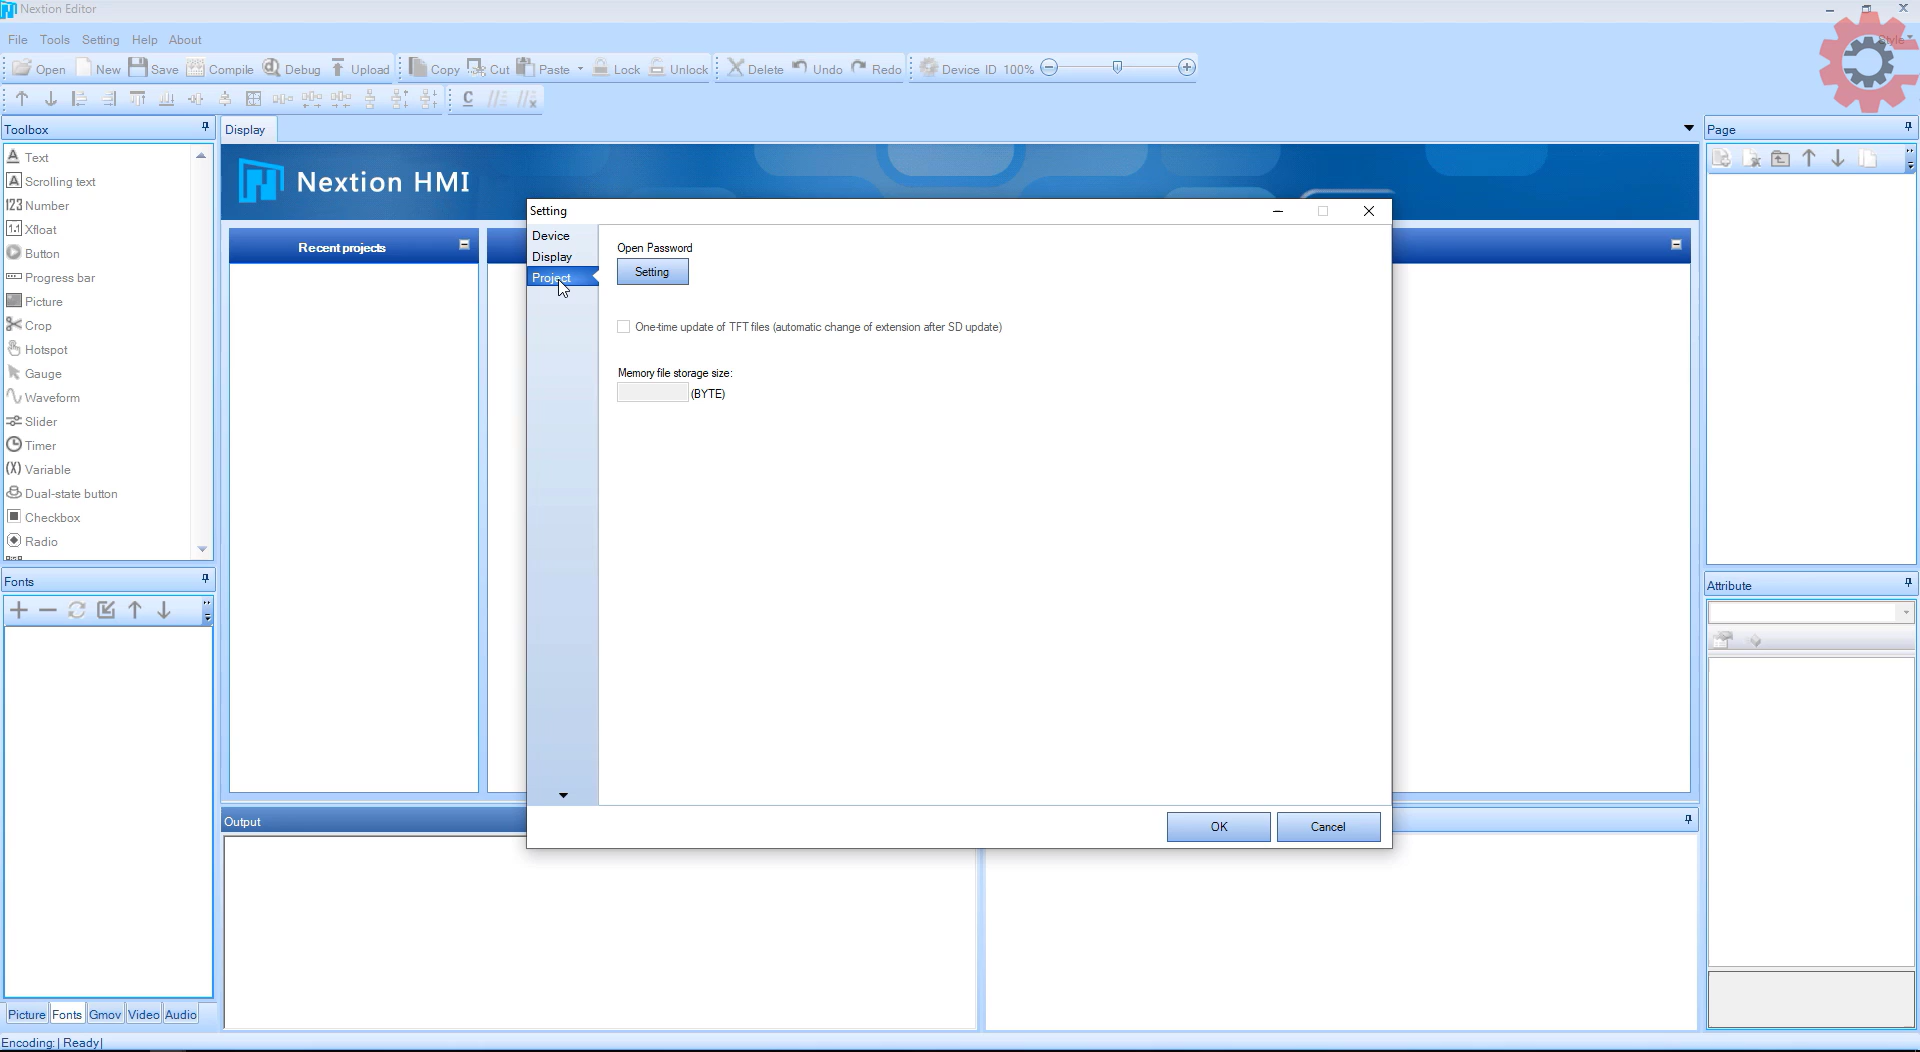 Nextion Editor
File Tools Setting Help About
Style
Open New Save Compile Debug Upload Copy Cut Paste Lock Unlock Delete Undo Redo Device ID 100%
Toolbox
Text
Scrolling text
Number
Xfloat
Button
Progress bar
Picture
Crop
Hotspot
Gauge
Waveform
Slider
Timer
Variable
Dual-state button
Checkbox
Radio
Fonts
Picture Fonts Gmov Video Audio
Encoding:| Ready|
Display
Nextion HMI
Recent projects
Output
Setting
Device
Display
Project
Open Password
Setting
One-time update of TFT files (automatic change of extension after SD update)
Memory file storage size:
(BYTE)
OK Cancel
Page
Attribute